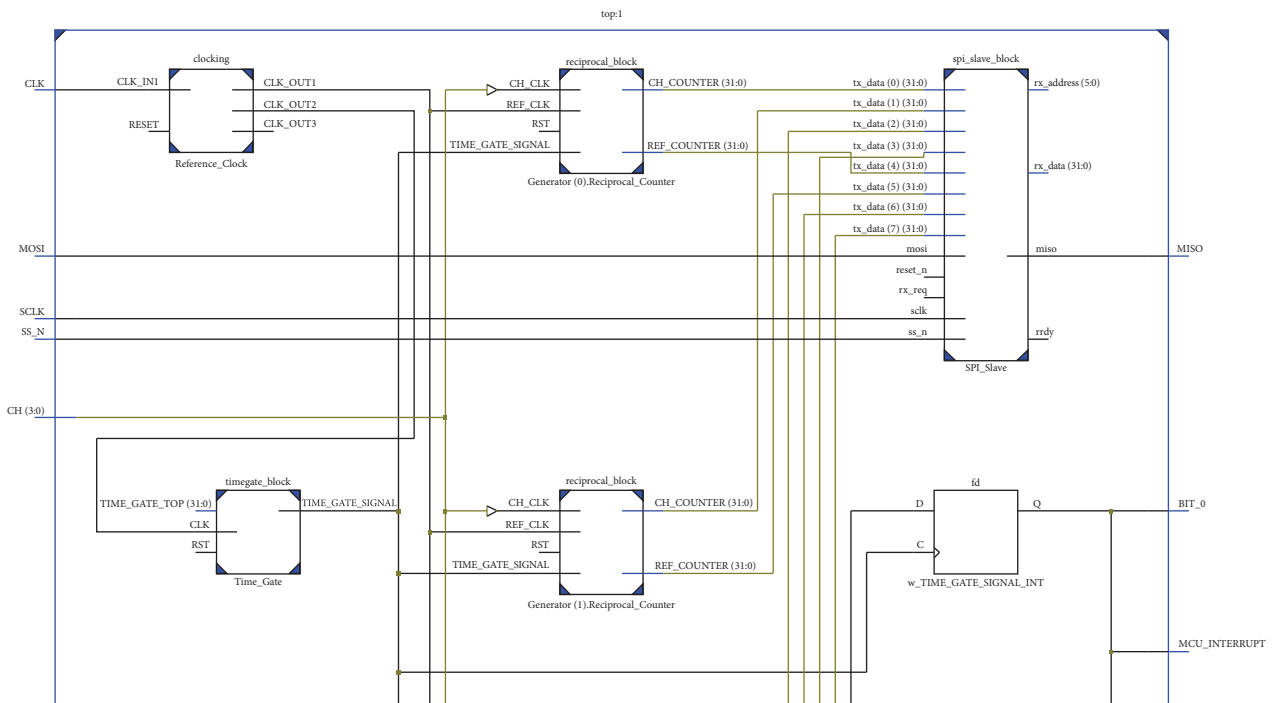 top:1
clocking
reciprocal_block
spi_slave_block
CLK
CLK_IN1
CLK_OUT1
CH_CLK
CH_COUNTER (31:0)
tx_data (0) (31:0)
rx_address (5:0)
CLK_OUT2
REF_CLK
tx_data (1) (31:0)
RESET
CLK_OUT3
RST
tx_data (2) (31:0)
TIME_GATE_SIGNAL
REF_COUNTER (31:0)
tx_data (3) (31:0)
Reference_Clock
tx_data (4) (31:0)
rx_data (31:0)
Generator (0).Reciprocal_Counter
tx_data (5) (31:0)
tx_data (6) (31:0)
tx_data (7) (31:0)
MOSI
mosi
miso
MISO
reset_n
rx_req
SCLK
sclk
SS_N
ss_n
rrdy
SPI_Slave
CH (3:0)
timegate_block
reciprocal_block
fd
TIME_GATE_TOP (31:0)
TIME_GATE_SIGNAL
CH_CLK
CH_COUNTER (31:0)
D
Q
BIT_0
CLK
REF_CLK
RST
RST
C
TIME_GATE_SIGNAL
REF_COUNTER (31:0)
Time_Gate
w_TIME_GATE_SIGNAL_INT
Generator (1).Reciprocal_Counter
MCU_INTERRUPT